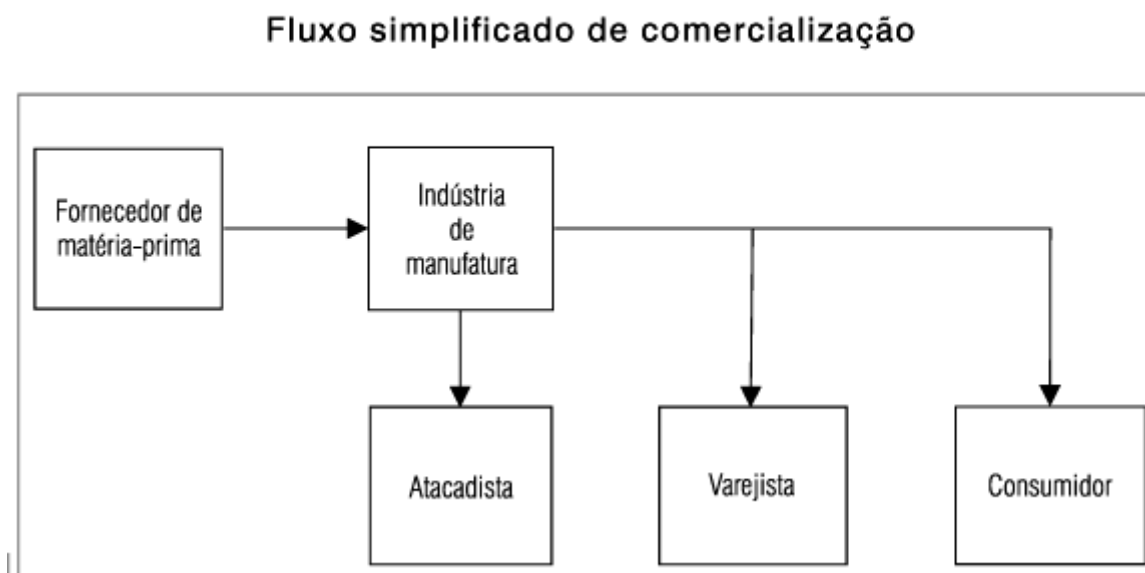 Fluxo simplificado de comercialização
Fornecedor de
matéria-prima
Indústria
de
manufatura
Atacadista
Varejista
Consumidor